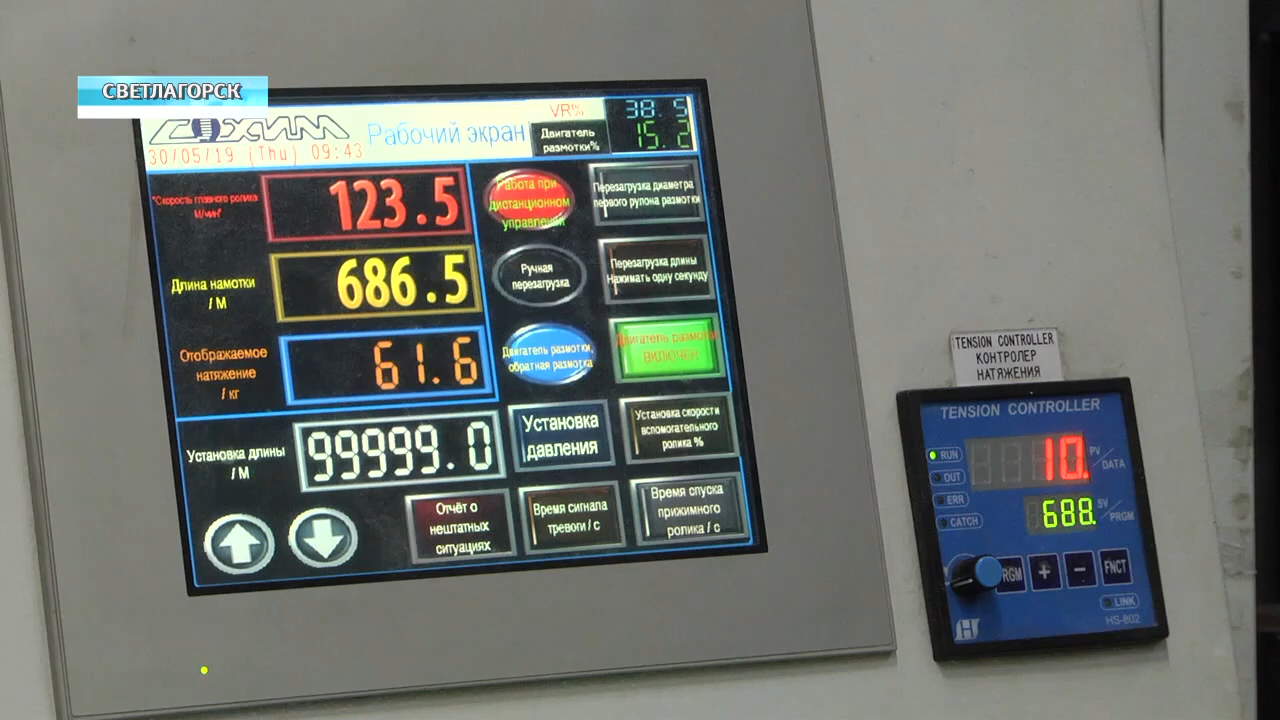 СВЕТЛАГОРСК
ХИМ
Рабочий экран
VR%
38.5
Двигатель
размотки%
15.2
30/05/19 (Thu) 09:43
"Скорость главного ролика
М/мин"
123.5
Работа при
дистанционном
управлении
Перезагрузка диаметра
первого рулона размотки
Длина намотки
/ М
686.5
Ручная
перезагрузка
Перезагрузка длины
Нажимать одну секунду
Отображаемое
натяжение
/ кг
61.6
Двигатель размотки,
обратная размотка
Двигатель размотки
ВКЛЮЧЕН
Установка длины
/ М
99999.0
Установка
давления
Установка скорости
вспомогательного
ролика %
Отчёт о
нештатных
ситуациях
Время сигнала
тревоги / с
Время спуска
прижимного
ролика / с
TENSION CONTROLLER
КОНТРОЛЕР
НАТЯЖЕНИЯ
TENSION CONTROLLER
RUN
OUT
ERR
CATCH
10.
PV
DATA
688.
SV
PRGM
RGM
+
−
FNCT
LINK
HS-802